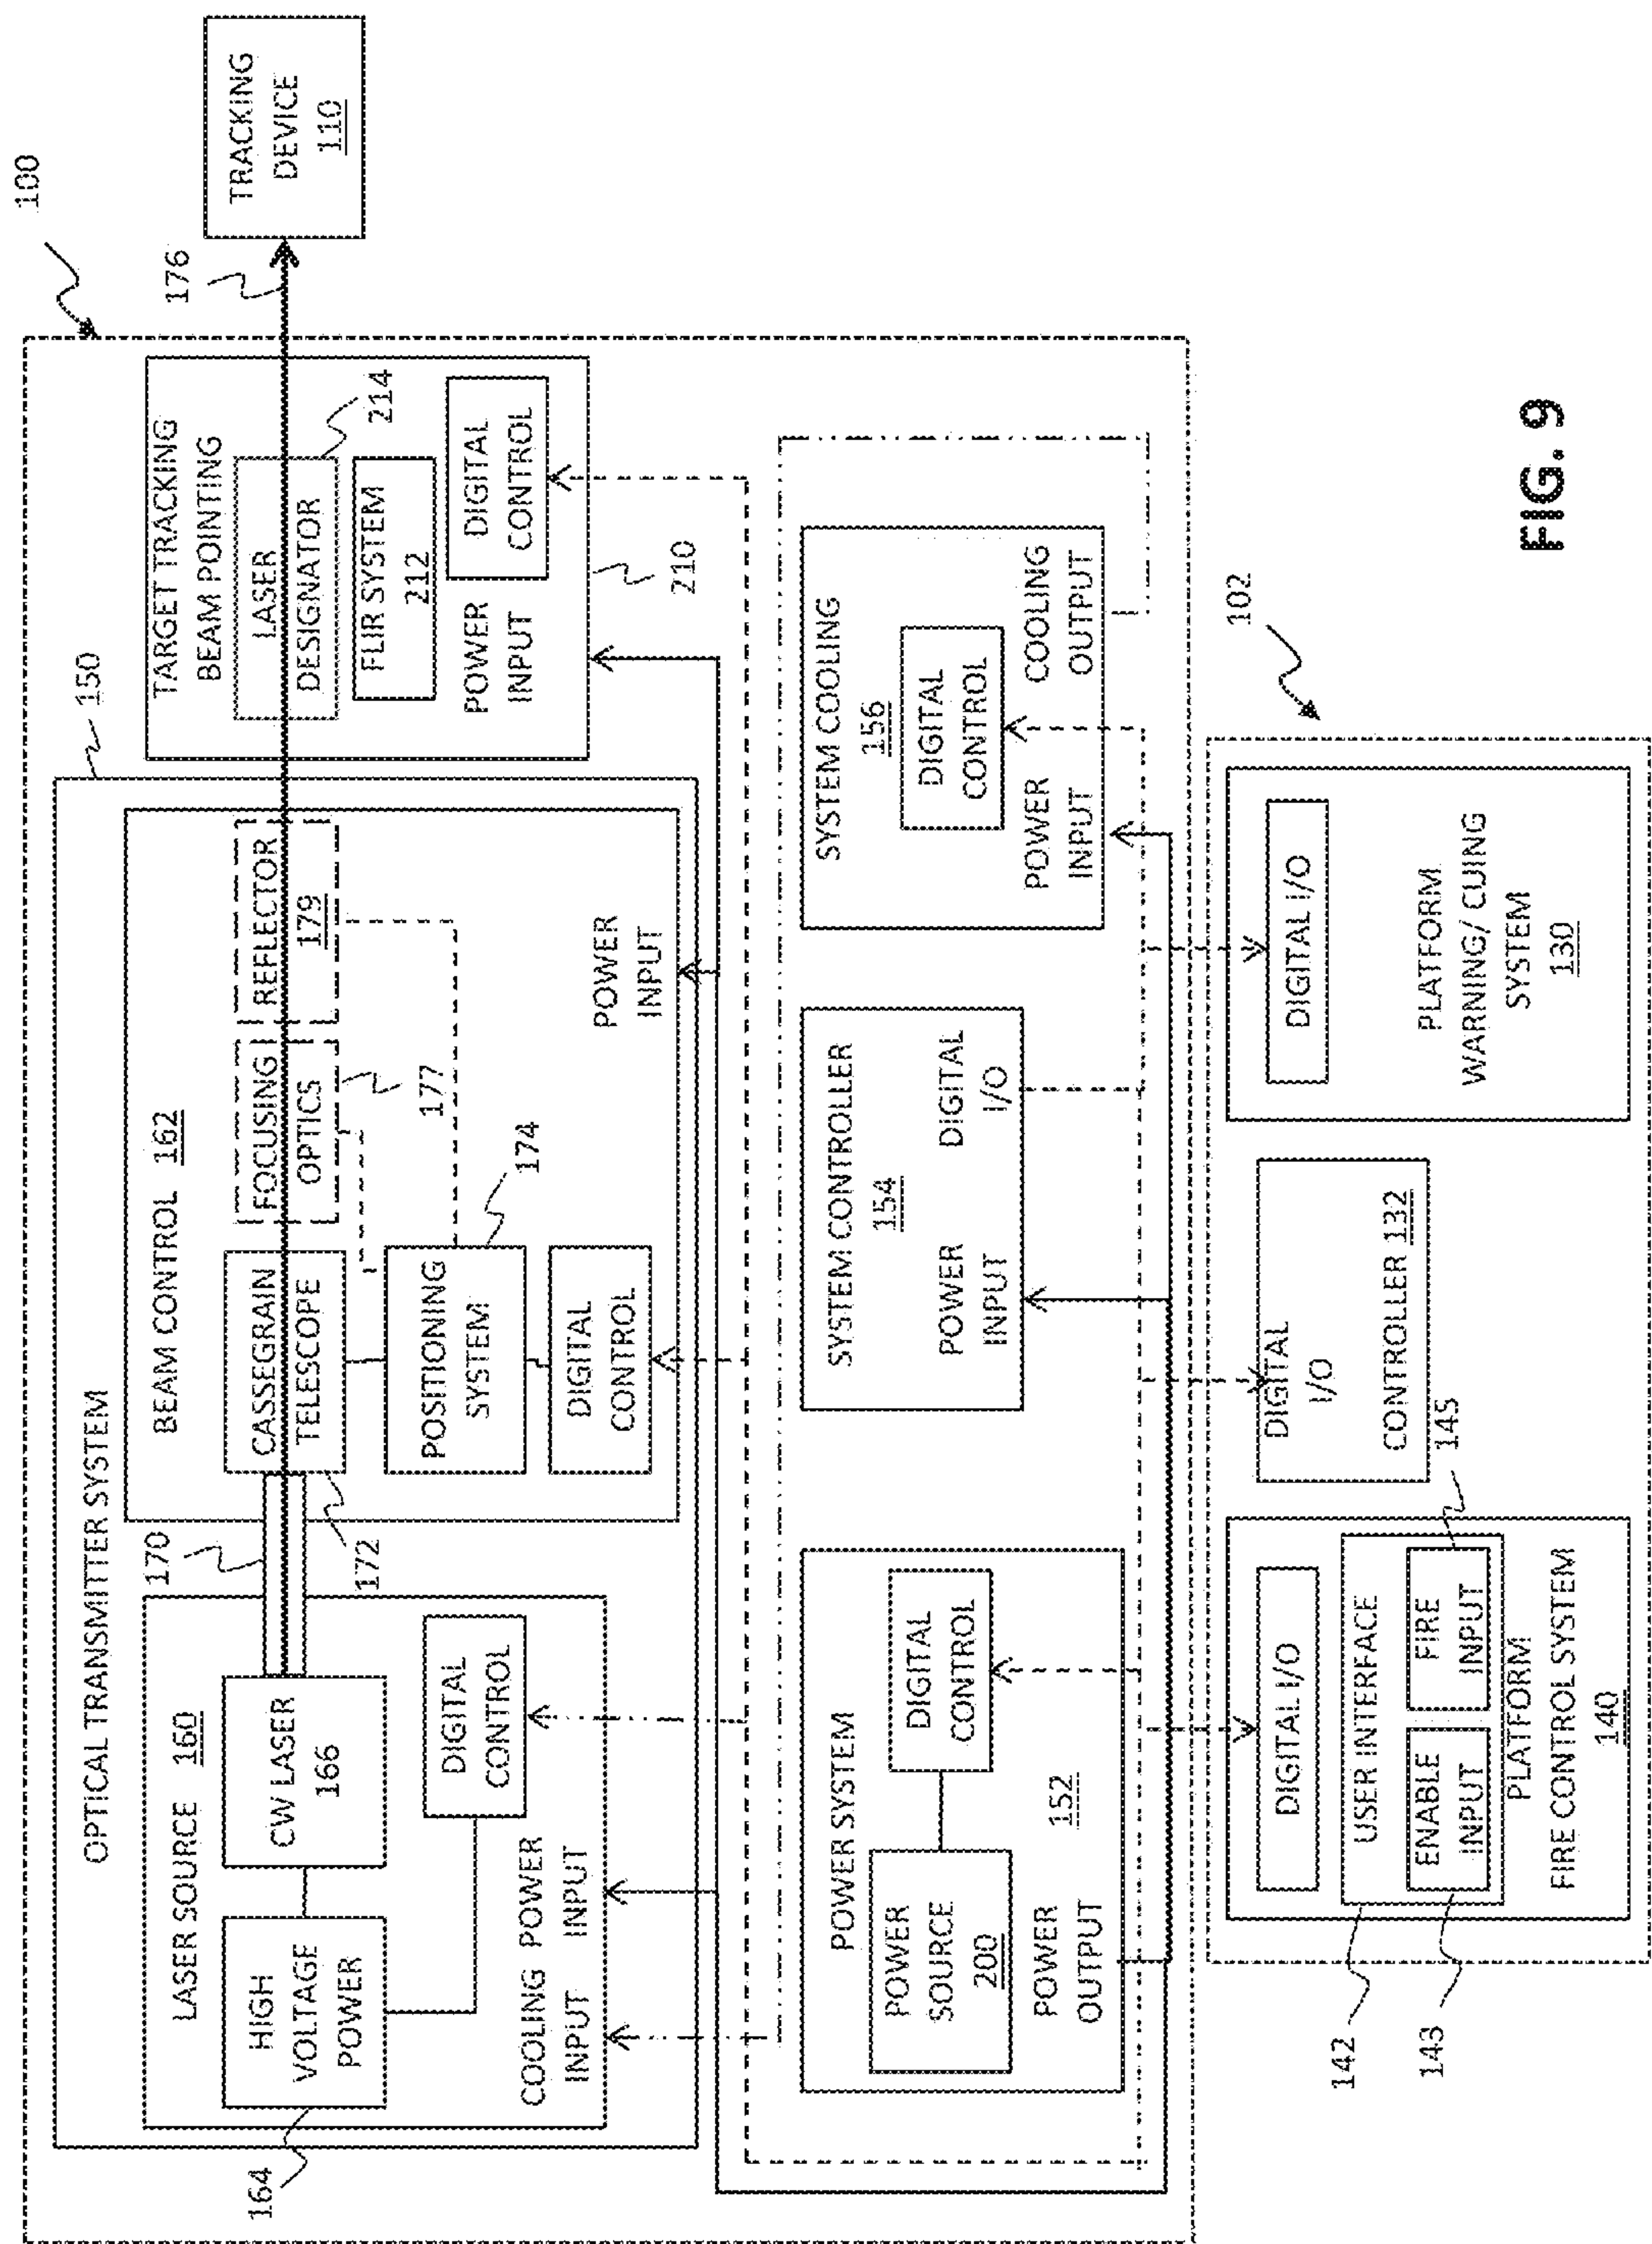 100
OPTICAL TRANSMITTER SYSTEM
150
LASER SOURCE 160
HIGH
VOLTAGE
POWER
164
CW LASER
166
DIGITAL
CONTROL
COOLING
INPUT
POWER
INPUT
170
172
BEAM CONTROL 162
CASSEGRAIN
TELESCOPE
FOCUSING
OPTICS
177
REFLECTOR
179
POSITIONING
SYSTEM
174
DIGITAL
CONTROL
POWER
INPUT
TARGET TRACKING
BEAM POINTING
LASER
DESIGNATOR
214
FLIR SYSTEM
212
POWER
INPUT
DIGITAL
CONTROL
210
176
TRACKING
DEVICE
110
POWER SYSTEM
POWER
SOURCE
200
DIGITAL
CONTROL
152
POWER
OUTPUT
SYSTEM CONTROLLER
154
POWER
INPUT
DIGITAL
I/O
SYSTEM COOLING
156
DIGITAL
CONTROL
POWER
INPUT
COOLING
OUTPUT
102
DIGITAL I/O
USER INTERFACE
ENABLE
INPUT
FIRE
INPUT
PLATFORM
FIRE CONTROL SYSTEM
140
142
143
145
DIGITAL
I/O
CONTROLLER 132
DIGITAL I/O
PLATFORM
WARNING/ CUING
SYSTEM
130
FIG. 9